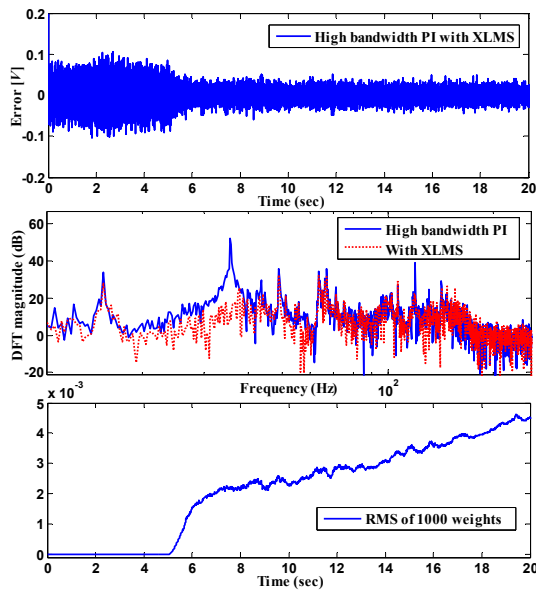 0.2
0.1
0
-0.1
-0.2
Error [V]
High bandwidth PI with XLMS
0 2 4 6 8 10 12 14 16 18 20
Time (sec)
60
40
20
0
-20
DFT magnitude (dB)
High bandwidth PI
With XLMS
Frequency (Hz)
10^2
x 10^-3
5
4
3
2
1
0
RMS of 1000 weights
0 2 4 6 8 10 12 14 16 18 20
Time (sec)